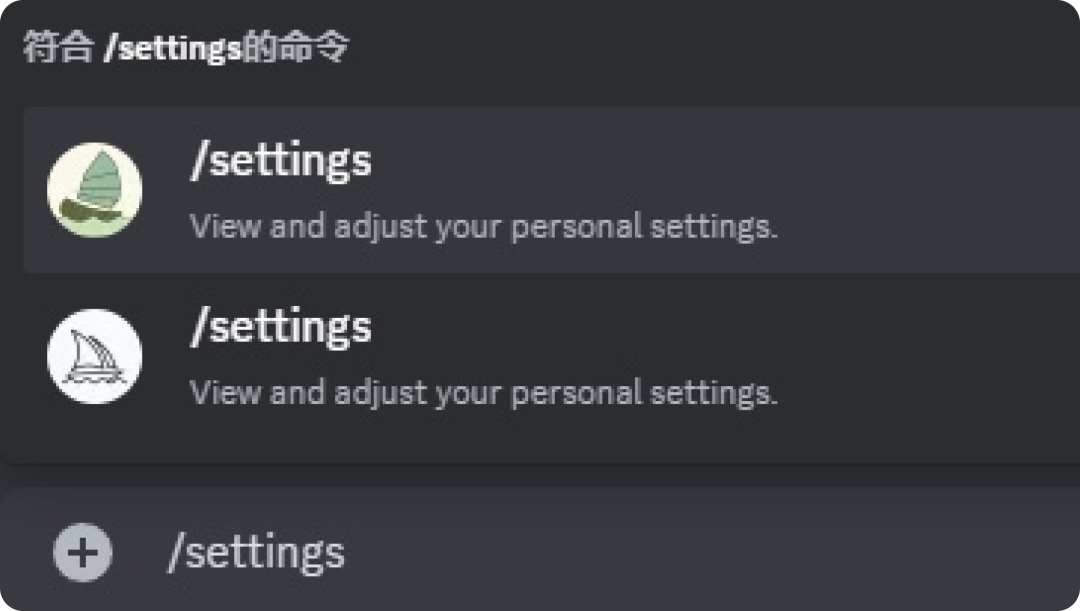 符合 /settings的命令
/settings
View and adjust your personal settings.
/settings
View and adjust your personal settings.
/settings